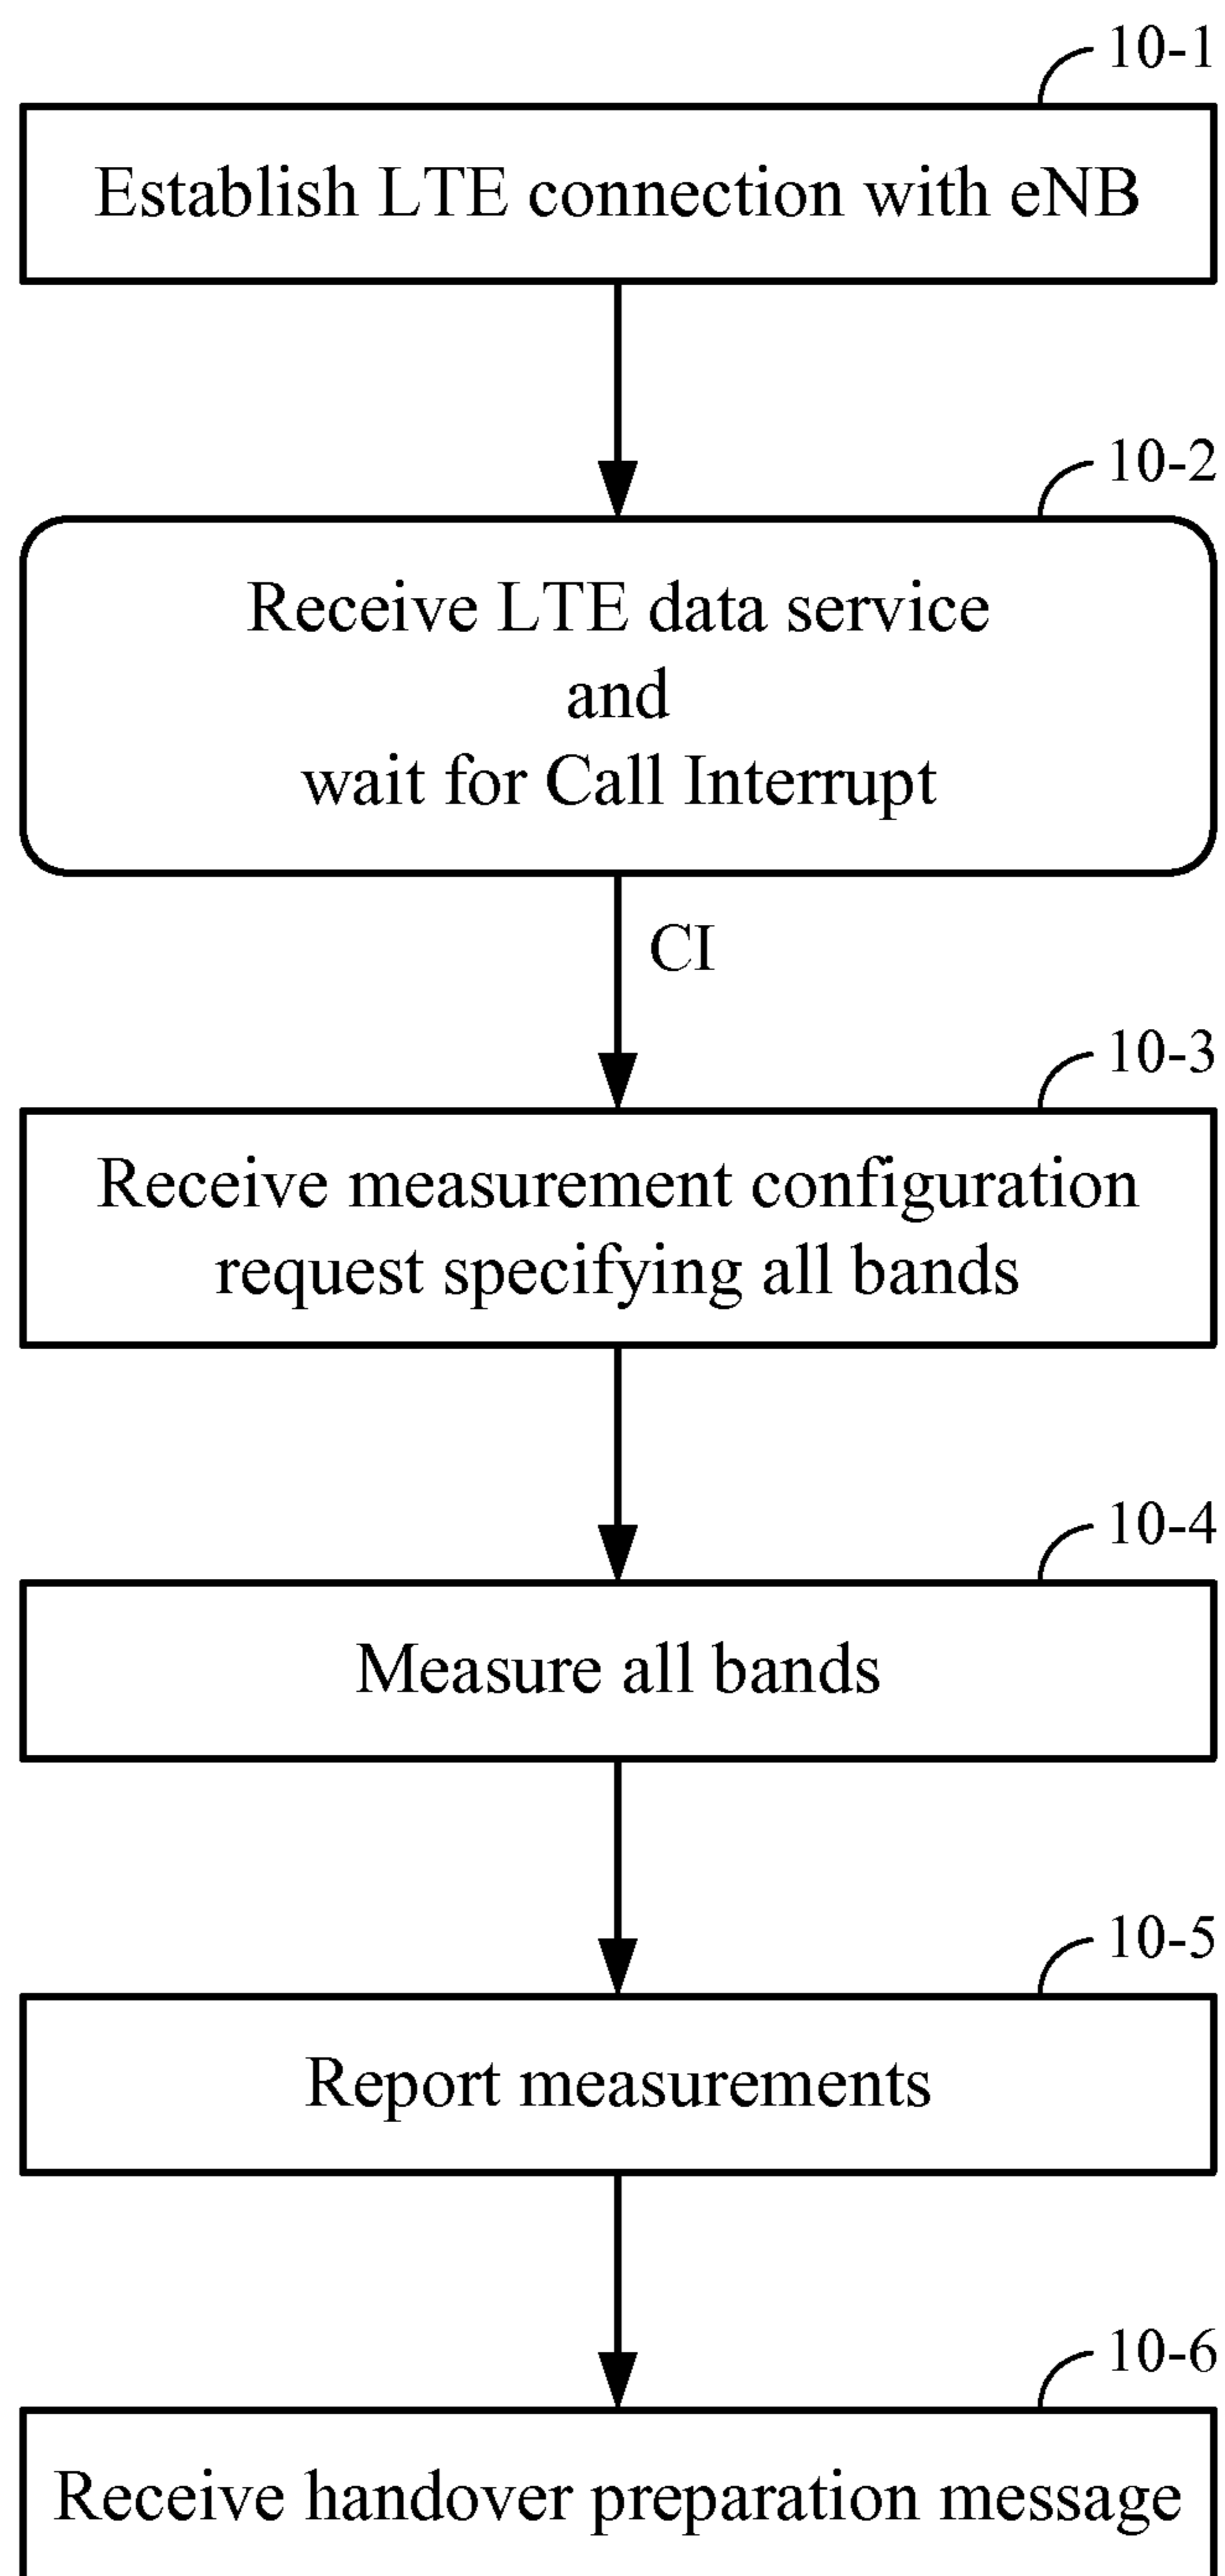 10-1
Establish LTE connection with eNB
10-2
Receive LTE data service
and
wait for Call Interrupt
CI
10-3
Receive measurement configuration
request specifying all bands
10-4
Measure all bands
10-5
Report measurements
10-6
Receive handover preparation message